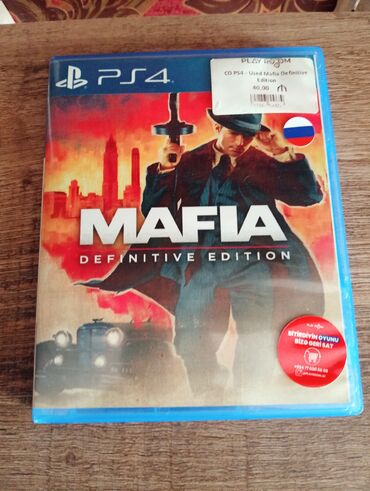 PS4
PLAY ROOM
CD PS4 - Used Mafia Definitive
Edition
40,00 ₼
MAFIA
DEFINITIVE EDITION
BİTİRDİYİN OYUNU
BİZƏ GERİ SAT